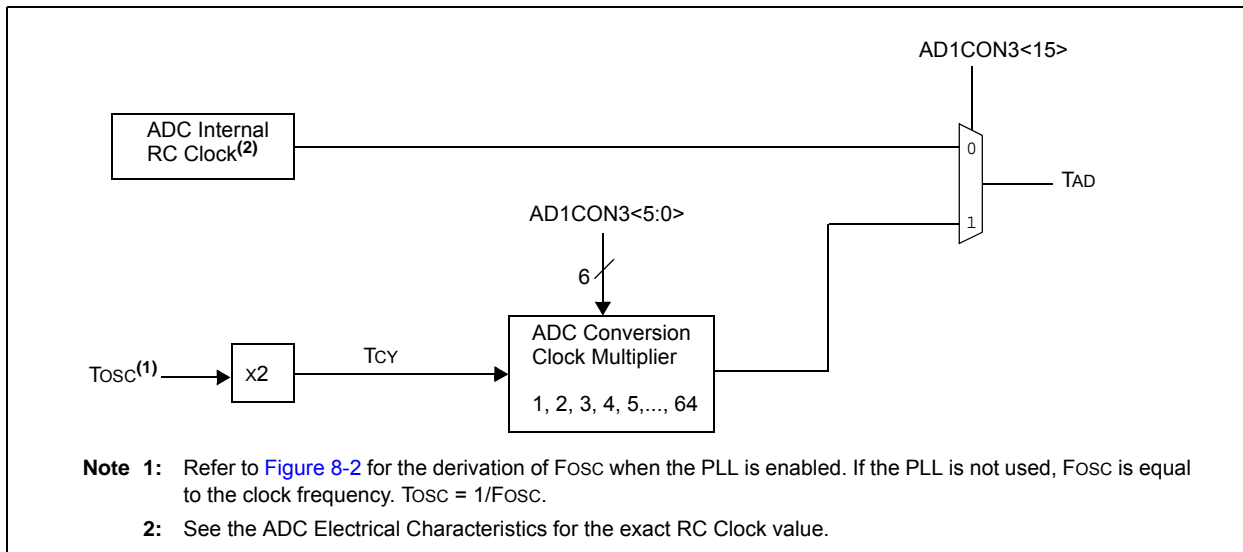 AD1CON3<15>
ADC Internal
RC Clock(2)
0
TAD
AD1CON3<5:0>
1
6
ADC Conversion
Clock Multiplier
TOSC(1)
X2
TCY
1, 2, 3, 4, 5,..., 64
Note 1: Refer to Figure 8-2 for the derivation of FOSC when the PLL is enabled. If the PLL is not used, FOSC is equal
to the clock frequency. TOSC = 1/FOSC.
2: See the ADC Electrical Characteristics for the exact RC Clock value.